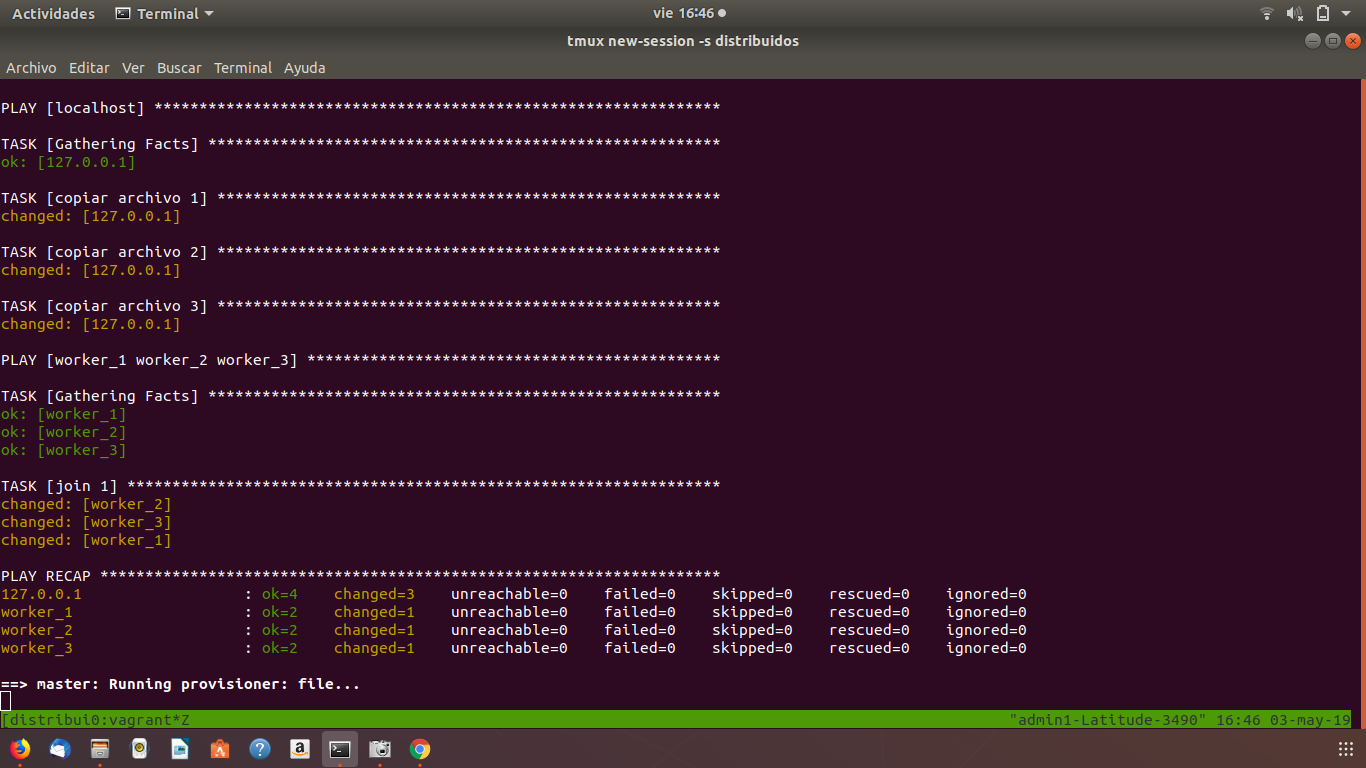 Actividades Terminal vie 16:46
tmux new-session -s distribuidos
Archivo Editar Ver Buscar Terminal Ayuda
PLAY [localhost] ***************************************************************
TASK [Gathering Facts] *********************************************************
ok: [127.0.0.1]
TASK [copiar archivo 1] ********************************************************
changed: [127.0.0.1]
TASK [copiar archivo 2] ********************************************************
changed: [127.0.0.1]
TASK [copiar archivo 3] ********************************************************
changed: [127.0.0.1]
PLAY [worker_1 worker_2 worker_3] **********************************************
TASK [Gathering Facts] *********************************************************
ok: [worker_1]
ok: [worker_2]
ok: [worker_3]
TASK [join 1] ******************************************************************
changed: [worker_2]
changed: [worker_3]
changed: [worker_1]
PLAY RECAP *********************************************************************
127.0.0.1 : ok=4 changed=3 unreachable=0 failed=0 skipped=0 rescued=0 ignored=0
worker_1 : ok=2 changed=1 unreachable=0 failed=0 skipped=0 rescued=0 ignored=0
worker_2 : ok=2 changed=1 unreachable=0 failed=0 skipped=0 rescued=0 ignored=0
worker_3 : ok=2 changed=1 unreachable=0 failed=0 skipped=0 rescued=0 ignored=0
==> master: Running provisioner: file...
[distribui0:vagrant*Z "admin1-Latitude-3490" 16:46 03-may-19